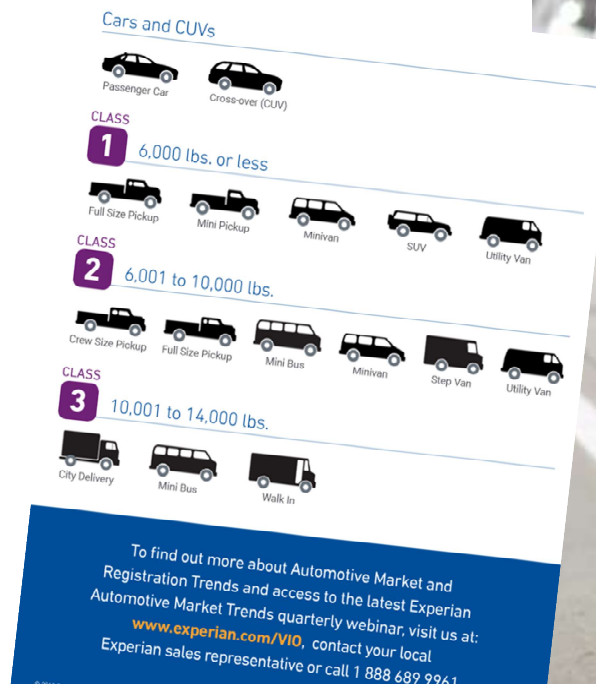 Cars and CUVs
Passenger Car
Cross-over (CUV)
CLASS
1
6,000 lbs. or less
Full Size Pickup
Mini Pickup
Minivan
SUV
Utility Van
CLASS
2
6,001 to 10,000 lbs.
Crew Size Pickup
Full Size Pickup
Mini Bus
Minivan
Step Van
Utility Van
CLASS
3
10,001 to 14,000 lbs.
City Delivery
Mini Bus
Walk In
To find out more about Automotive Market and
Registration Trends and access to the latest Experian
Automotive Market Trends quarterly webinar, visit us at:
www.experian.com/VIO, contact your local
Experian sales representative or call 1 888 689 9961